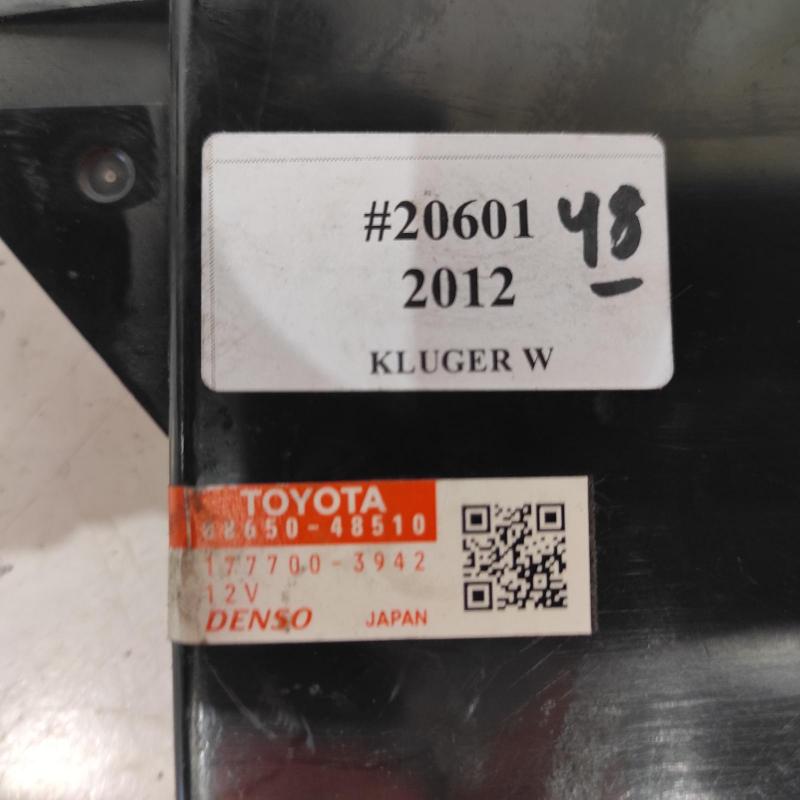 #20601 48
2012
KLUGER W
TOYOTA
88650-48510
177700-3942
12V
DENSO JAPAN